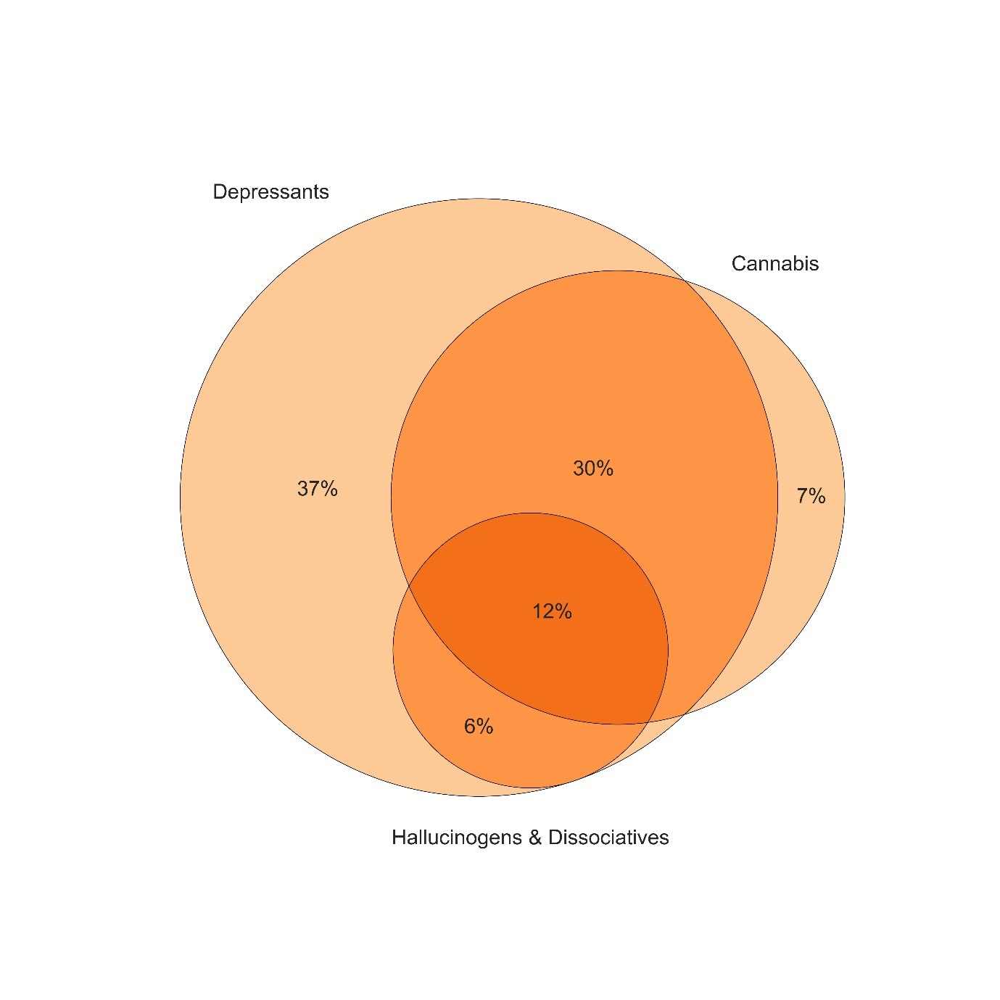 Depressants
Cannabis
30%
37%
7%
12%
6%
Hallucinogens & Dissociatives